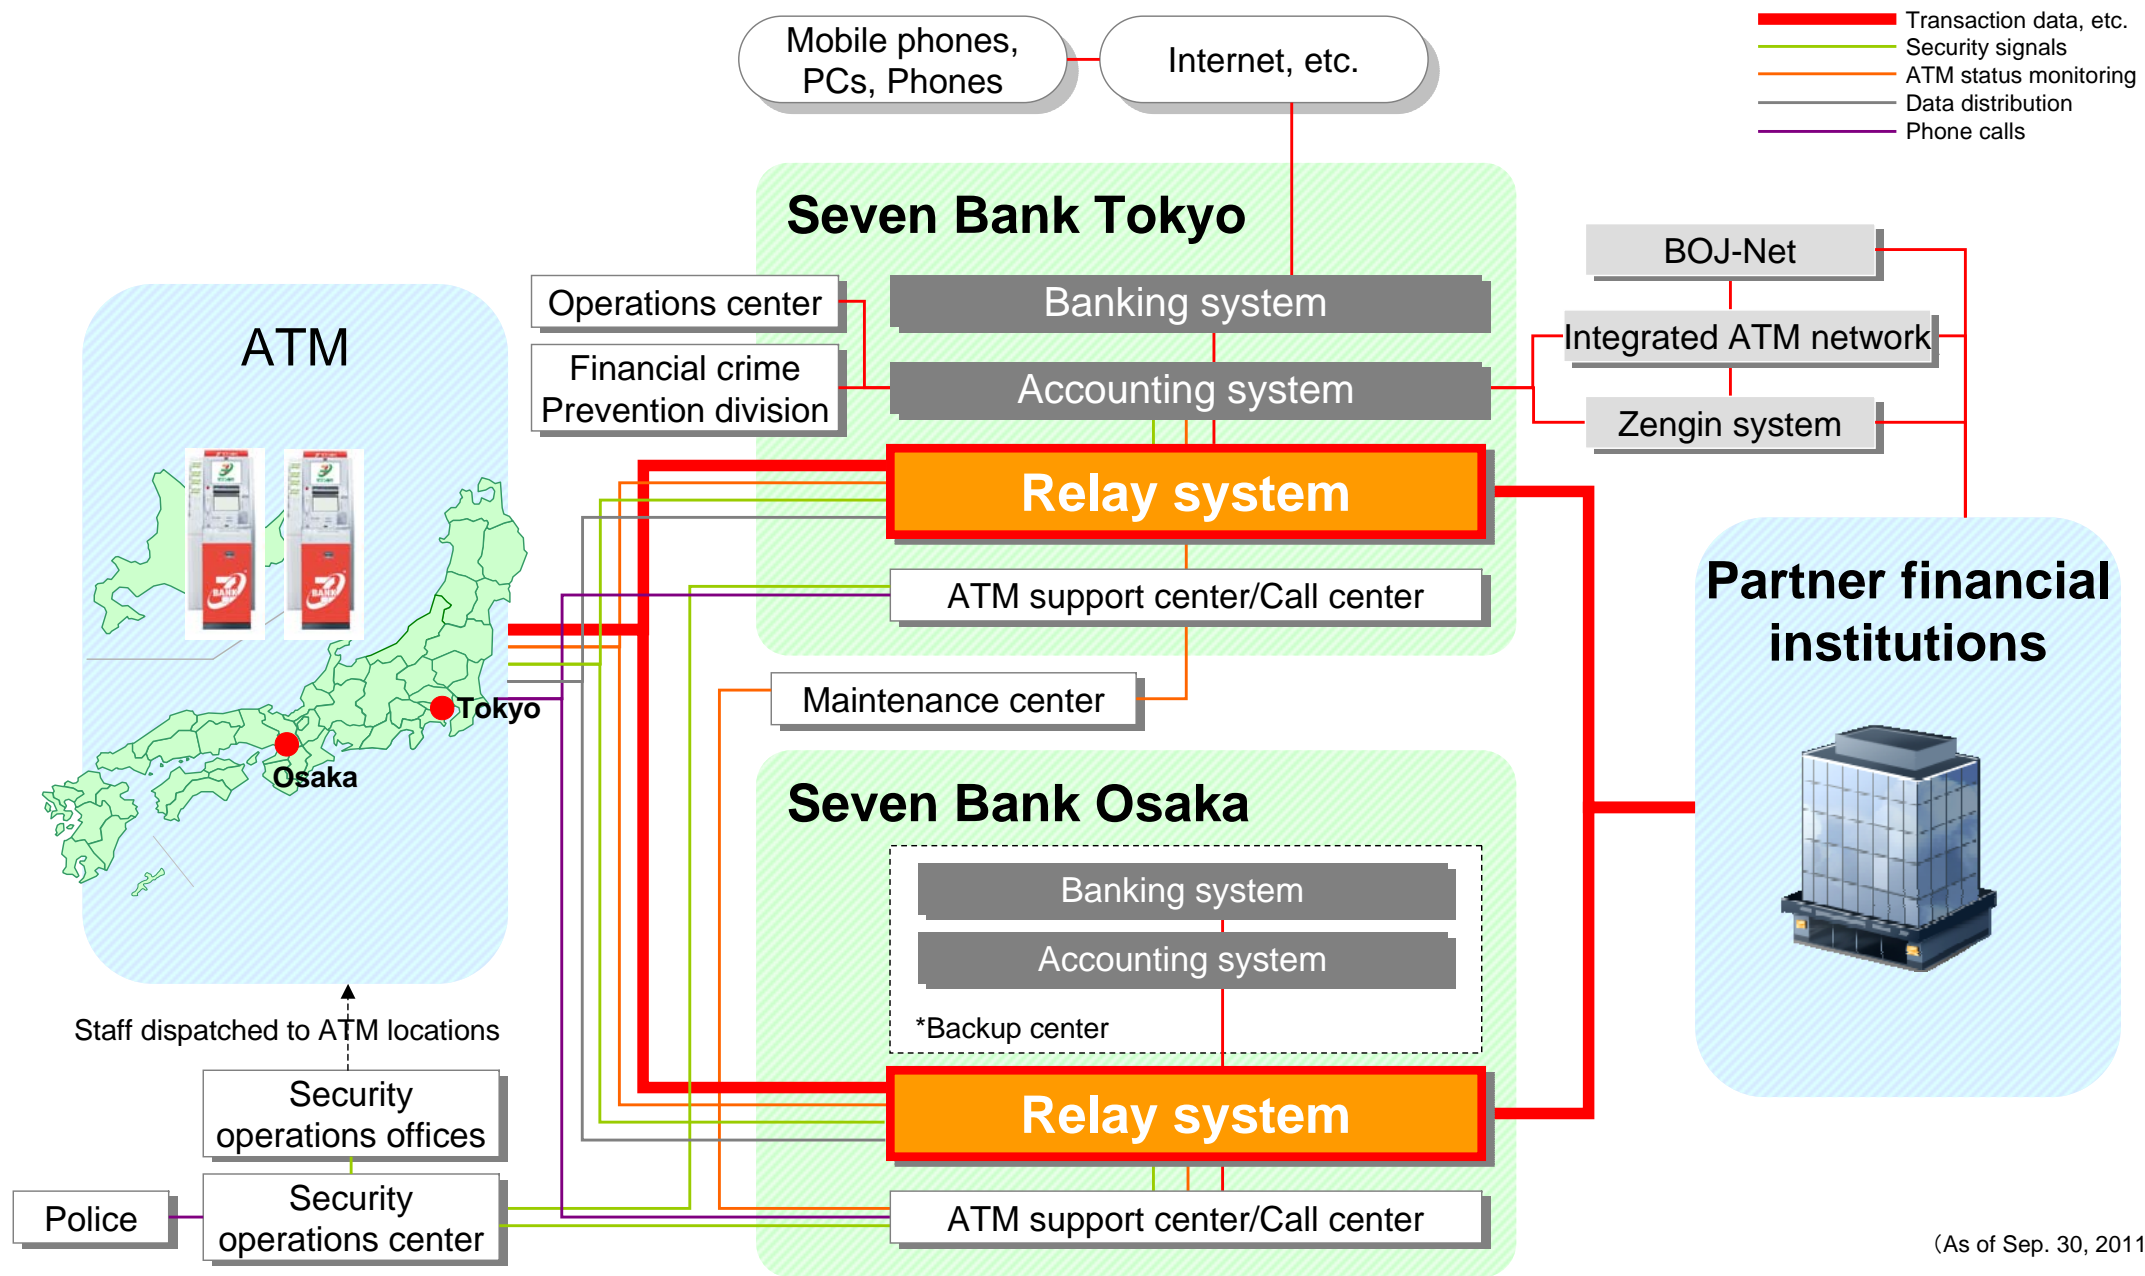 Mobile phones,
PCs, Phones
Internet, etc.
Transaction data, etc.
Security signals
ATM status monitoring
Data distribution
Phone calls
Seven Bank Tokyo
Operations center
Financial crime
Prevention division
Banking system
Accounting system
Relay system
ATM support center/Call center
Maintenance center
BOJ-Net
Integrated ATM network
Zengin system
ATM
BANK
BANK
Tokyo
Osaka
Partner financial
institutions
Seven Bank Osaka
Banking system
Accounting system
*Backup center
Relay system
ATM support center/Call center
Staff dispatched to ATM locations
Security
operations offices
Security
operations center
Police
（As of Sep. 30, 2011